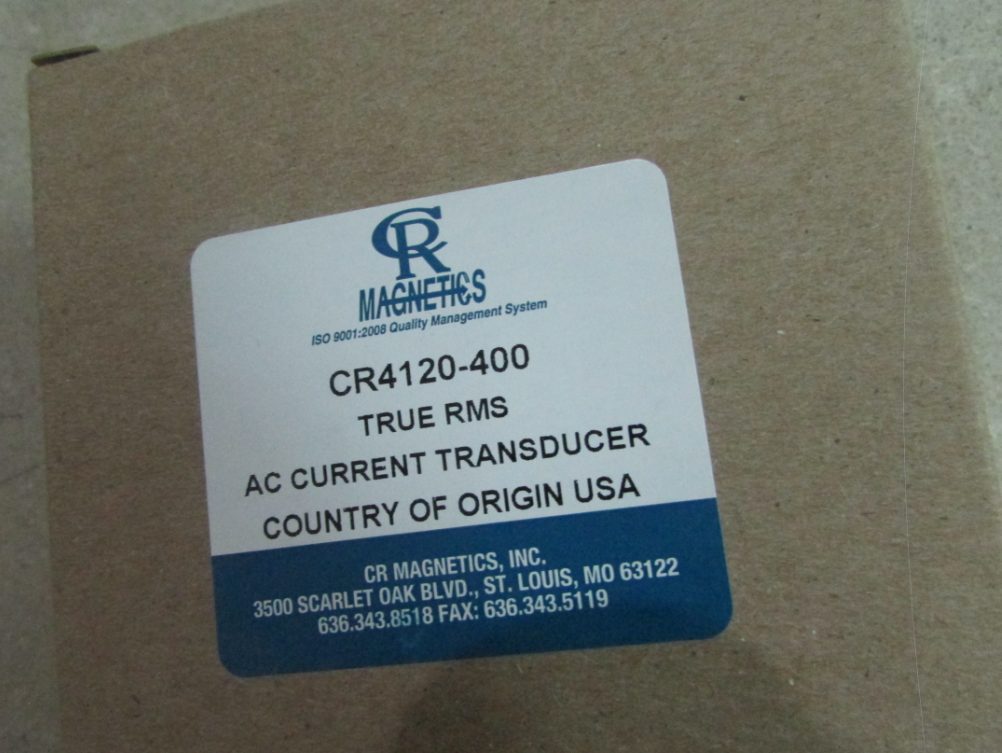 CR
MAGNETICS
ISO 9001:2008 Quality Management System
CR4120-400
TRUE RMS
AC CURRENT TRANSDUCER
COUNTRY OF ORIGIN USA
CR MAGNETICS, INC.
3500 SCARLET OAK BLVD., ST. LOUIS, MO 63122
636.343.8518 FAX: 636.343.5119